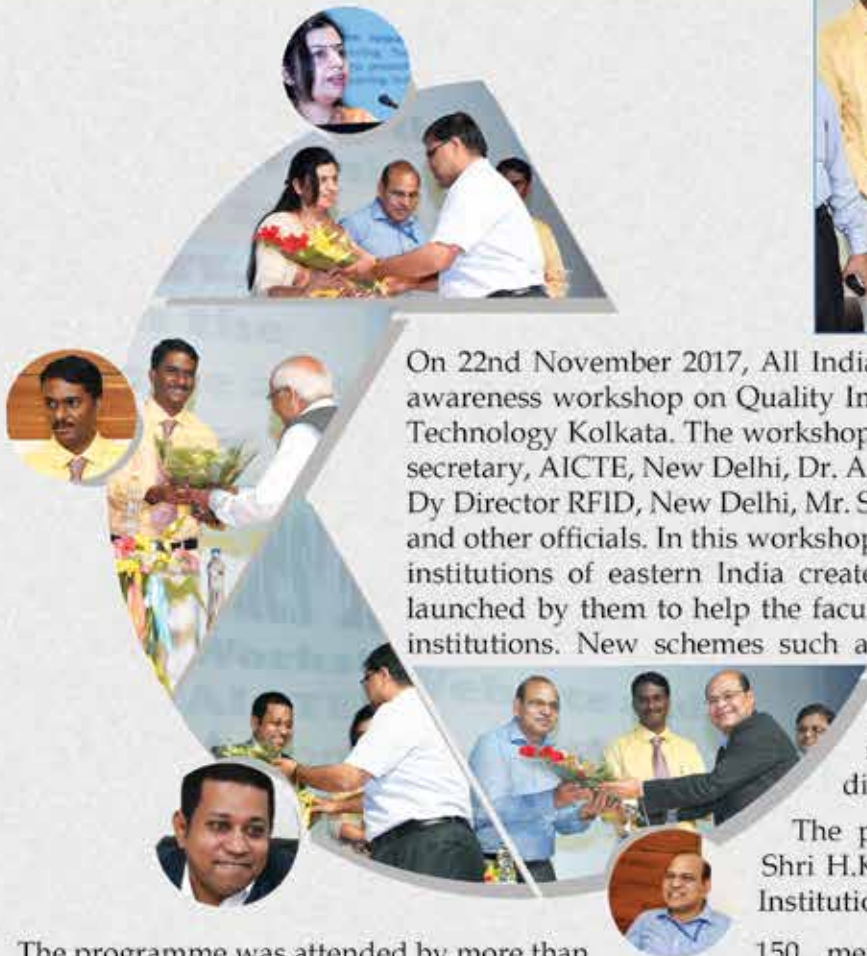 On 22nd November 2017, All India
awareness workshop on Quality In
Technology Kolkata. The workshop
secretary, AICTE, New Delhi, Dr. A
Dy Director RFID, New Delhi, Mr. S
and other officials. In this workshop
institutions of eastern India create
launched by them to help the facu
institutions. New schemes such a
di
The p
Shri H.K
Institutio
The programme was attended by more than 150 me